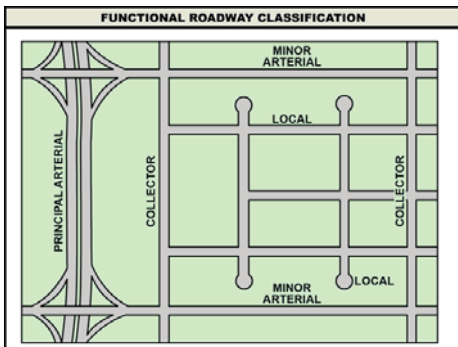 FUNCTIONAL ROADWAY CLASSIFICATION
MINOR
ARTERIAL
LOCAL
PRINCIPAL ARTERIAL
COLLECTOR
COLLECTOR
LOCAL
MINOR
ARTERIAL